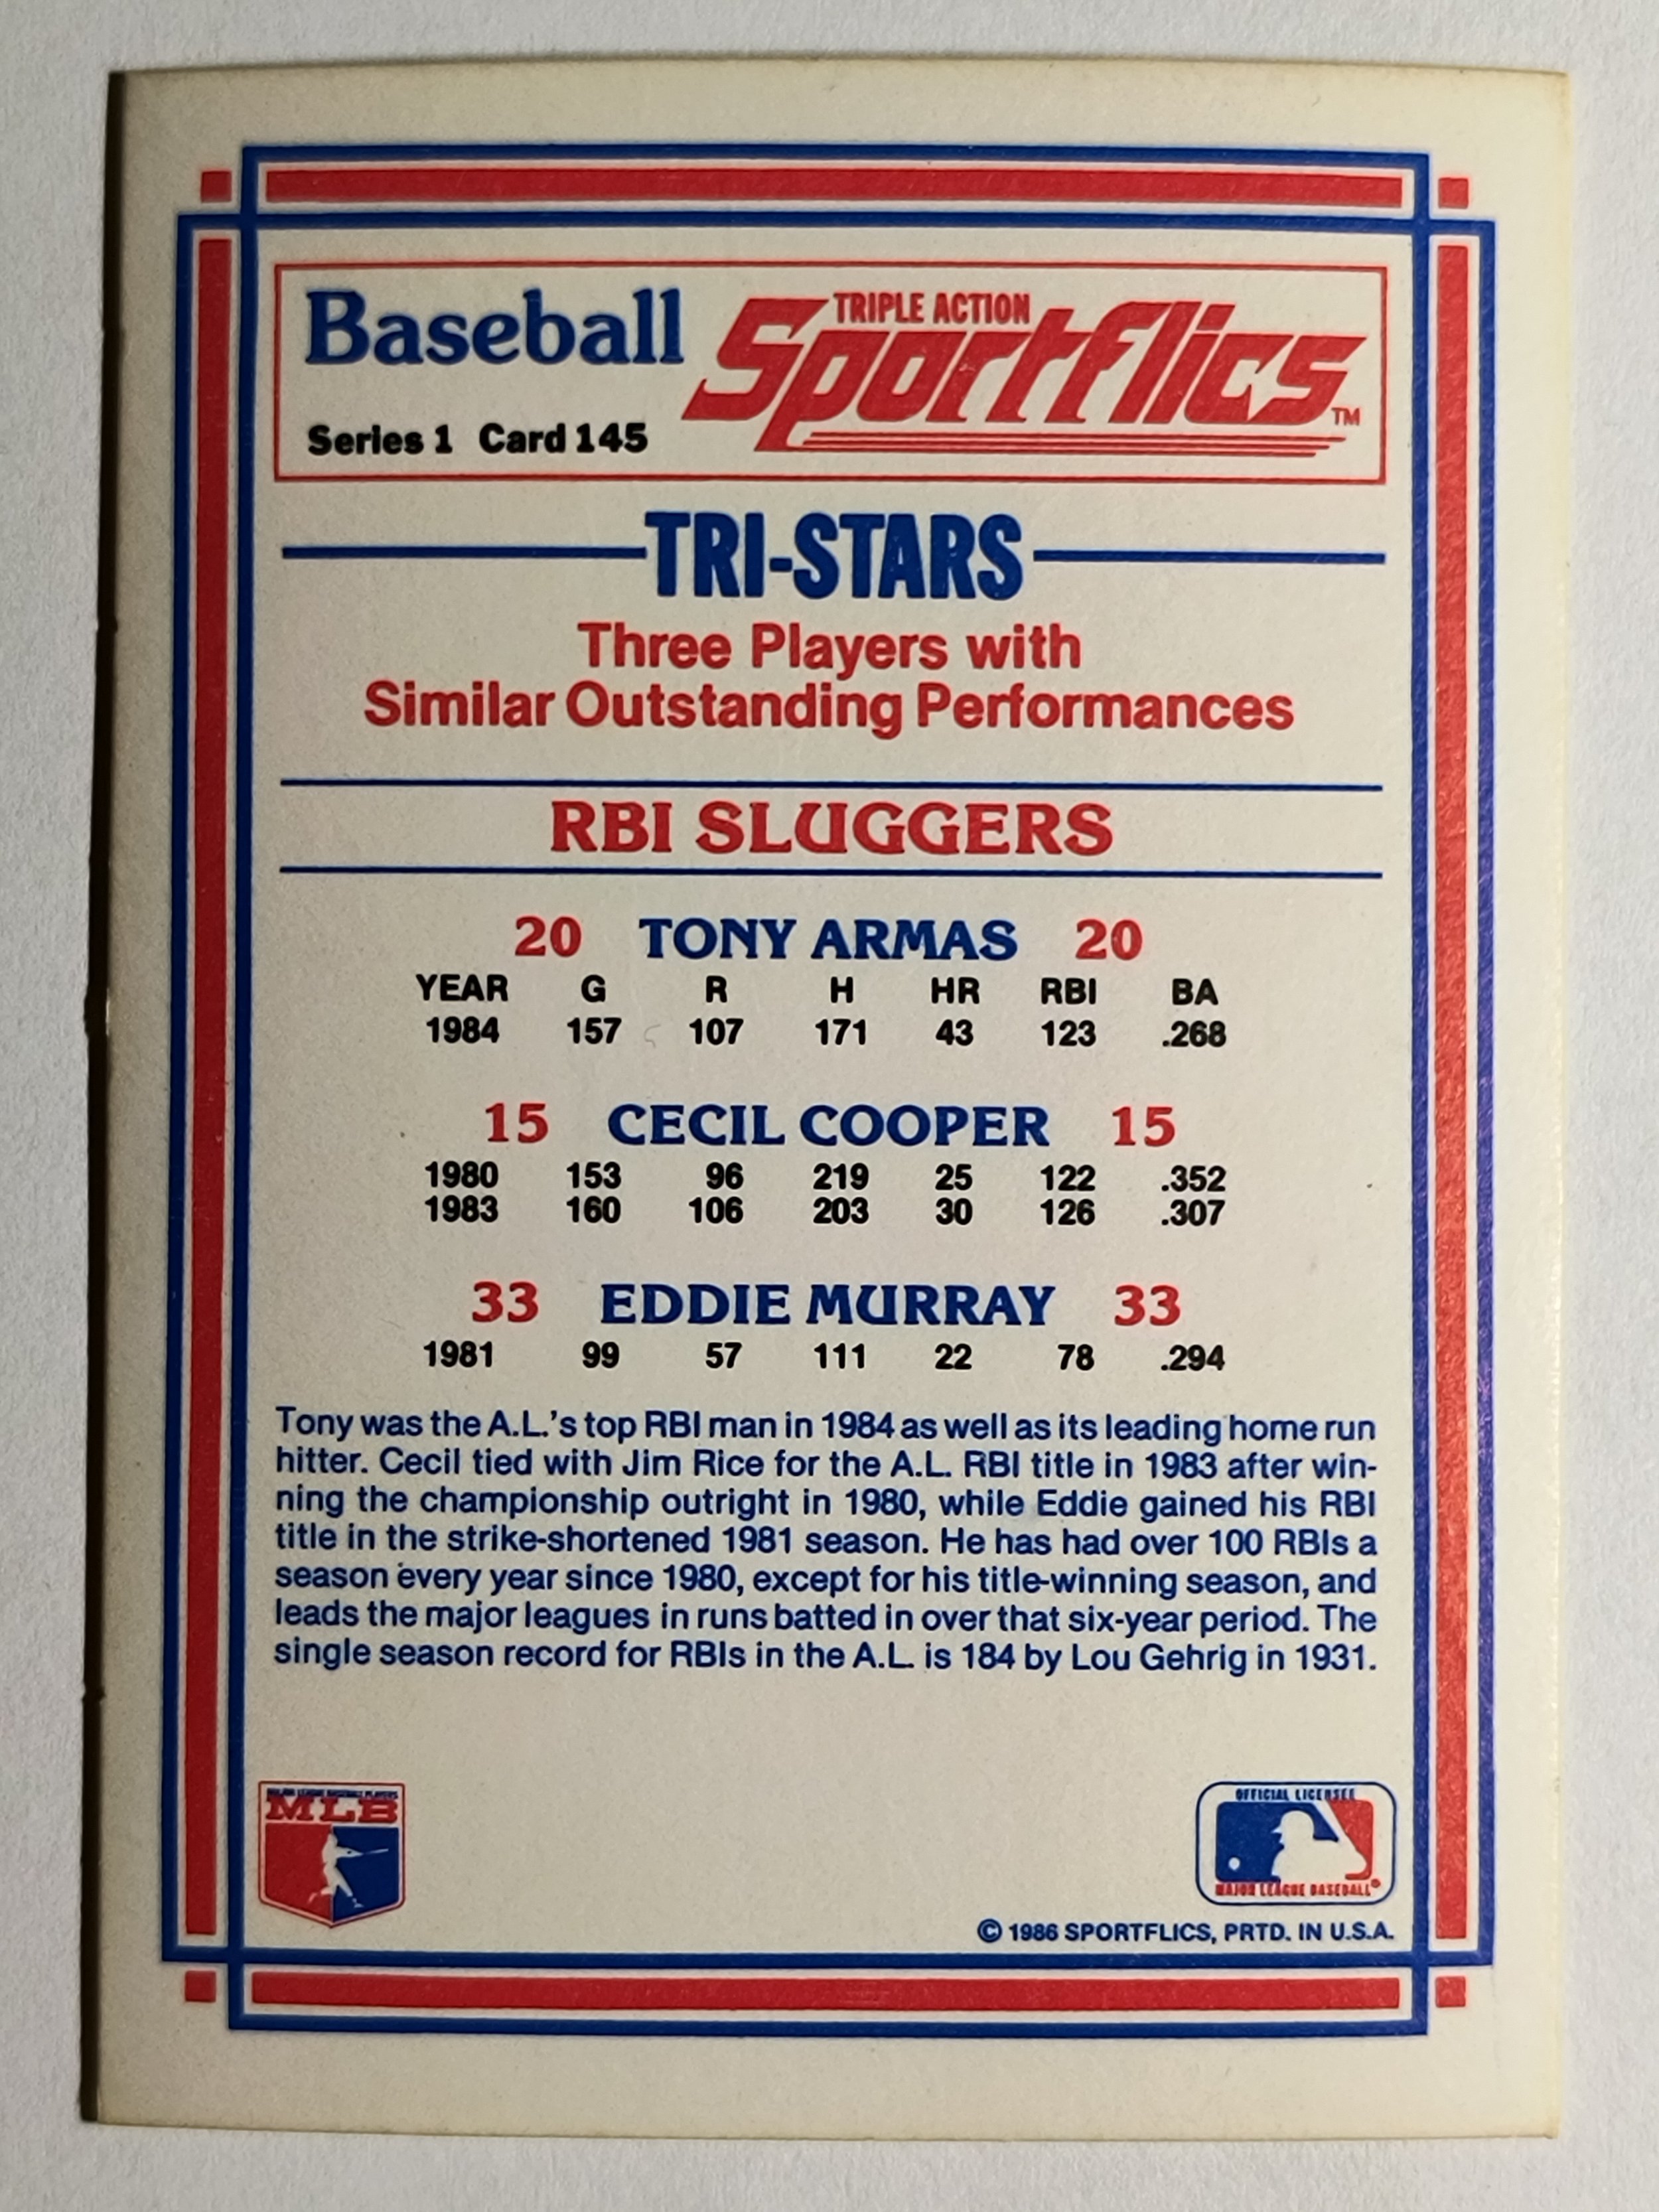 Baseball
TRIPLE ACTION
Sportflics™
Series 1 Card 145
TRI-STARS
Three Players with
Similar Outstanding Performances
RBI SLUGGERS
20 TONY ARMAS 20
YEAR G R H HR RBI BA
1984 157 107 171 43 123 .268
15 CECIL COOPER 15
1980 153 96 219 25 122 .352
1983 160 106 203 30 126 .307
33 EDDIE MURRAY 33
1981 99 57 111 22 78 .294
Tony was the A.L.'s top RBI man in 1984 as well as its leading home run
hitter. Cecil tied with Jim Rice for the A.L. RBI title in 1983 after win-
ning the championship outright in 1980, while Eddie gained his RBI
title in the strike-shortened 1981 season. He has had over 100 RBIs a
season every year since 1980, except for his title-winning season, and
leads the major leagues in runs batted in over that six-year period. The
single season record for RBIs in the A.L. is 184 by Lou Gehrig in 1931.
MAJOR LEAGUE BASEBALL PLAYERS
MLB
OFFICIAL LICENSEE
MAJOR LEAGUE BASEBALL®
© 1986 SPORTFLICS, PRTD. IN U.S.A.